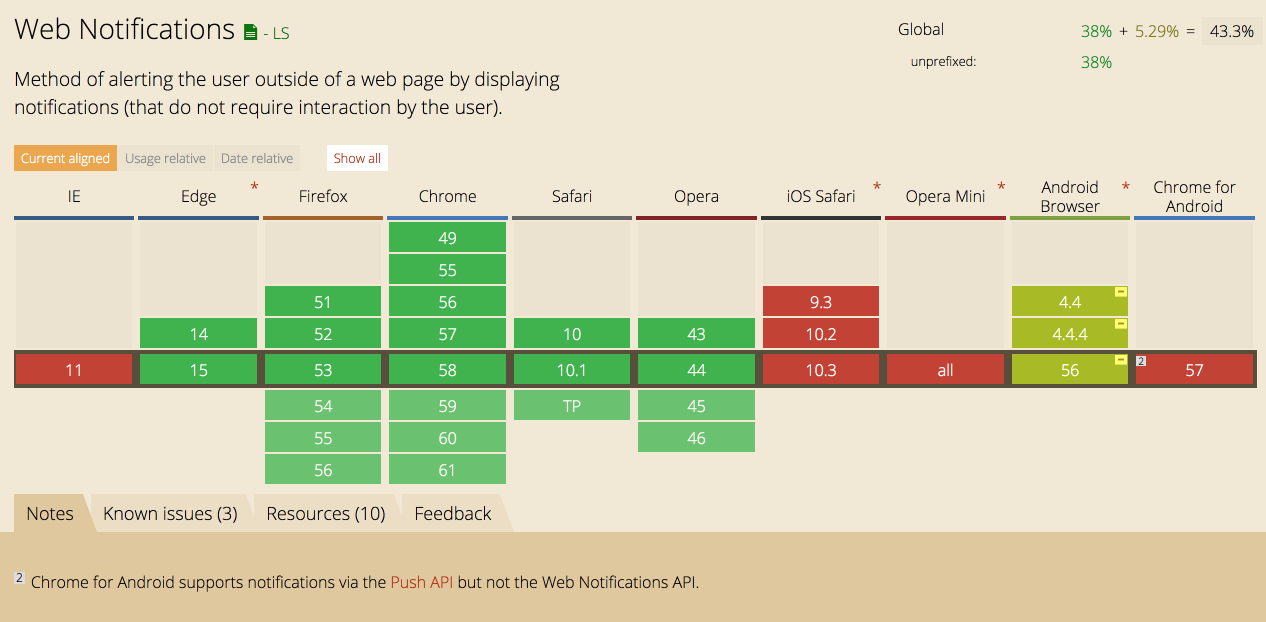 Web Notifications - LS
Global 38% + 5.29% = 43.3%
unprefixed: 38%
Method of alerting the user outside of a web page by displaying
notifications (that do not require interaction by the user).
Current aligned Usage relative Date relative Show all
IE Edge * Firefox Chrome Safari Opera iOS Safari * Opera Mini * Android Browser * Chrome for Android
49
55
51 56 9.3 4.4 -
14 52 57 10 43 10.2 4.4.4 -
11 15 53 58 10.1 44 10.3 all 56 - 2 57
54 59 TP 45
55 60 46
56 61
Notes Known issues (3) Resources (10) Feedback
2 Chrome for Android supports notifications via the Push API but not the Web Notifications API.